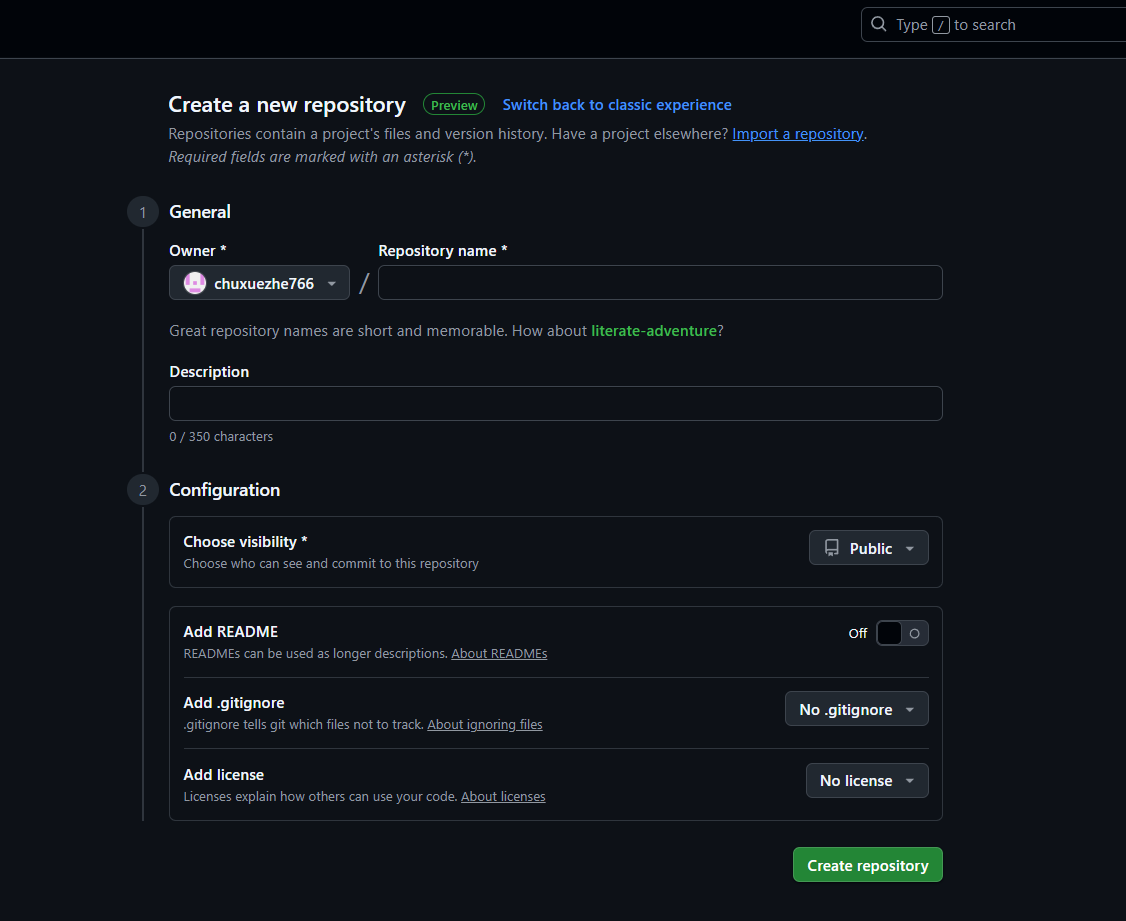 Type / to search
Create a new repository Preview Switch back to classic experience
Repositories contain a project's files and version history. Have a project elsewhere? Import a repository.
Required fields are marked with an asterisk (*).
1 General
Owner * Repository name *
chuxuezhe766 /
Great repository names are short and memorable. How about literate-adventure?
Description
0 / 350 characters
2 Configuration
Choose visibility *
Choose who can see and commit to this repository
Public
Add README
READMEs can be used as longer descriptions. About READMEs
Off
Add .gitignore
.gitignore tells git which files not to track. About ignoring files
No .gitignore
Add license
Licenses explain how others can use your code. About licenses
No license
Create repository